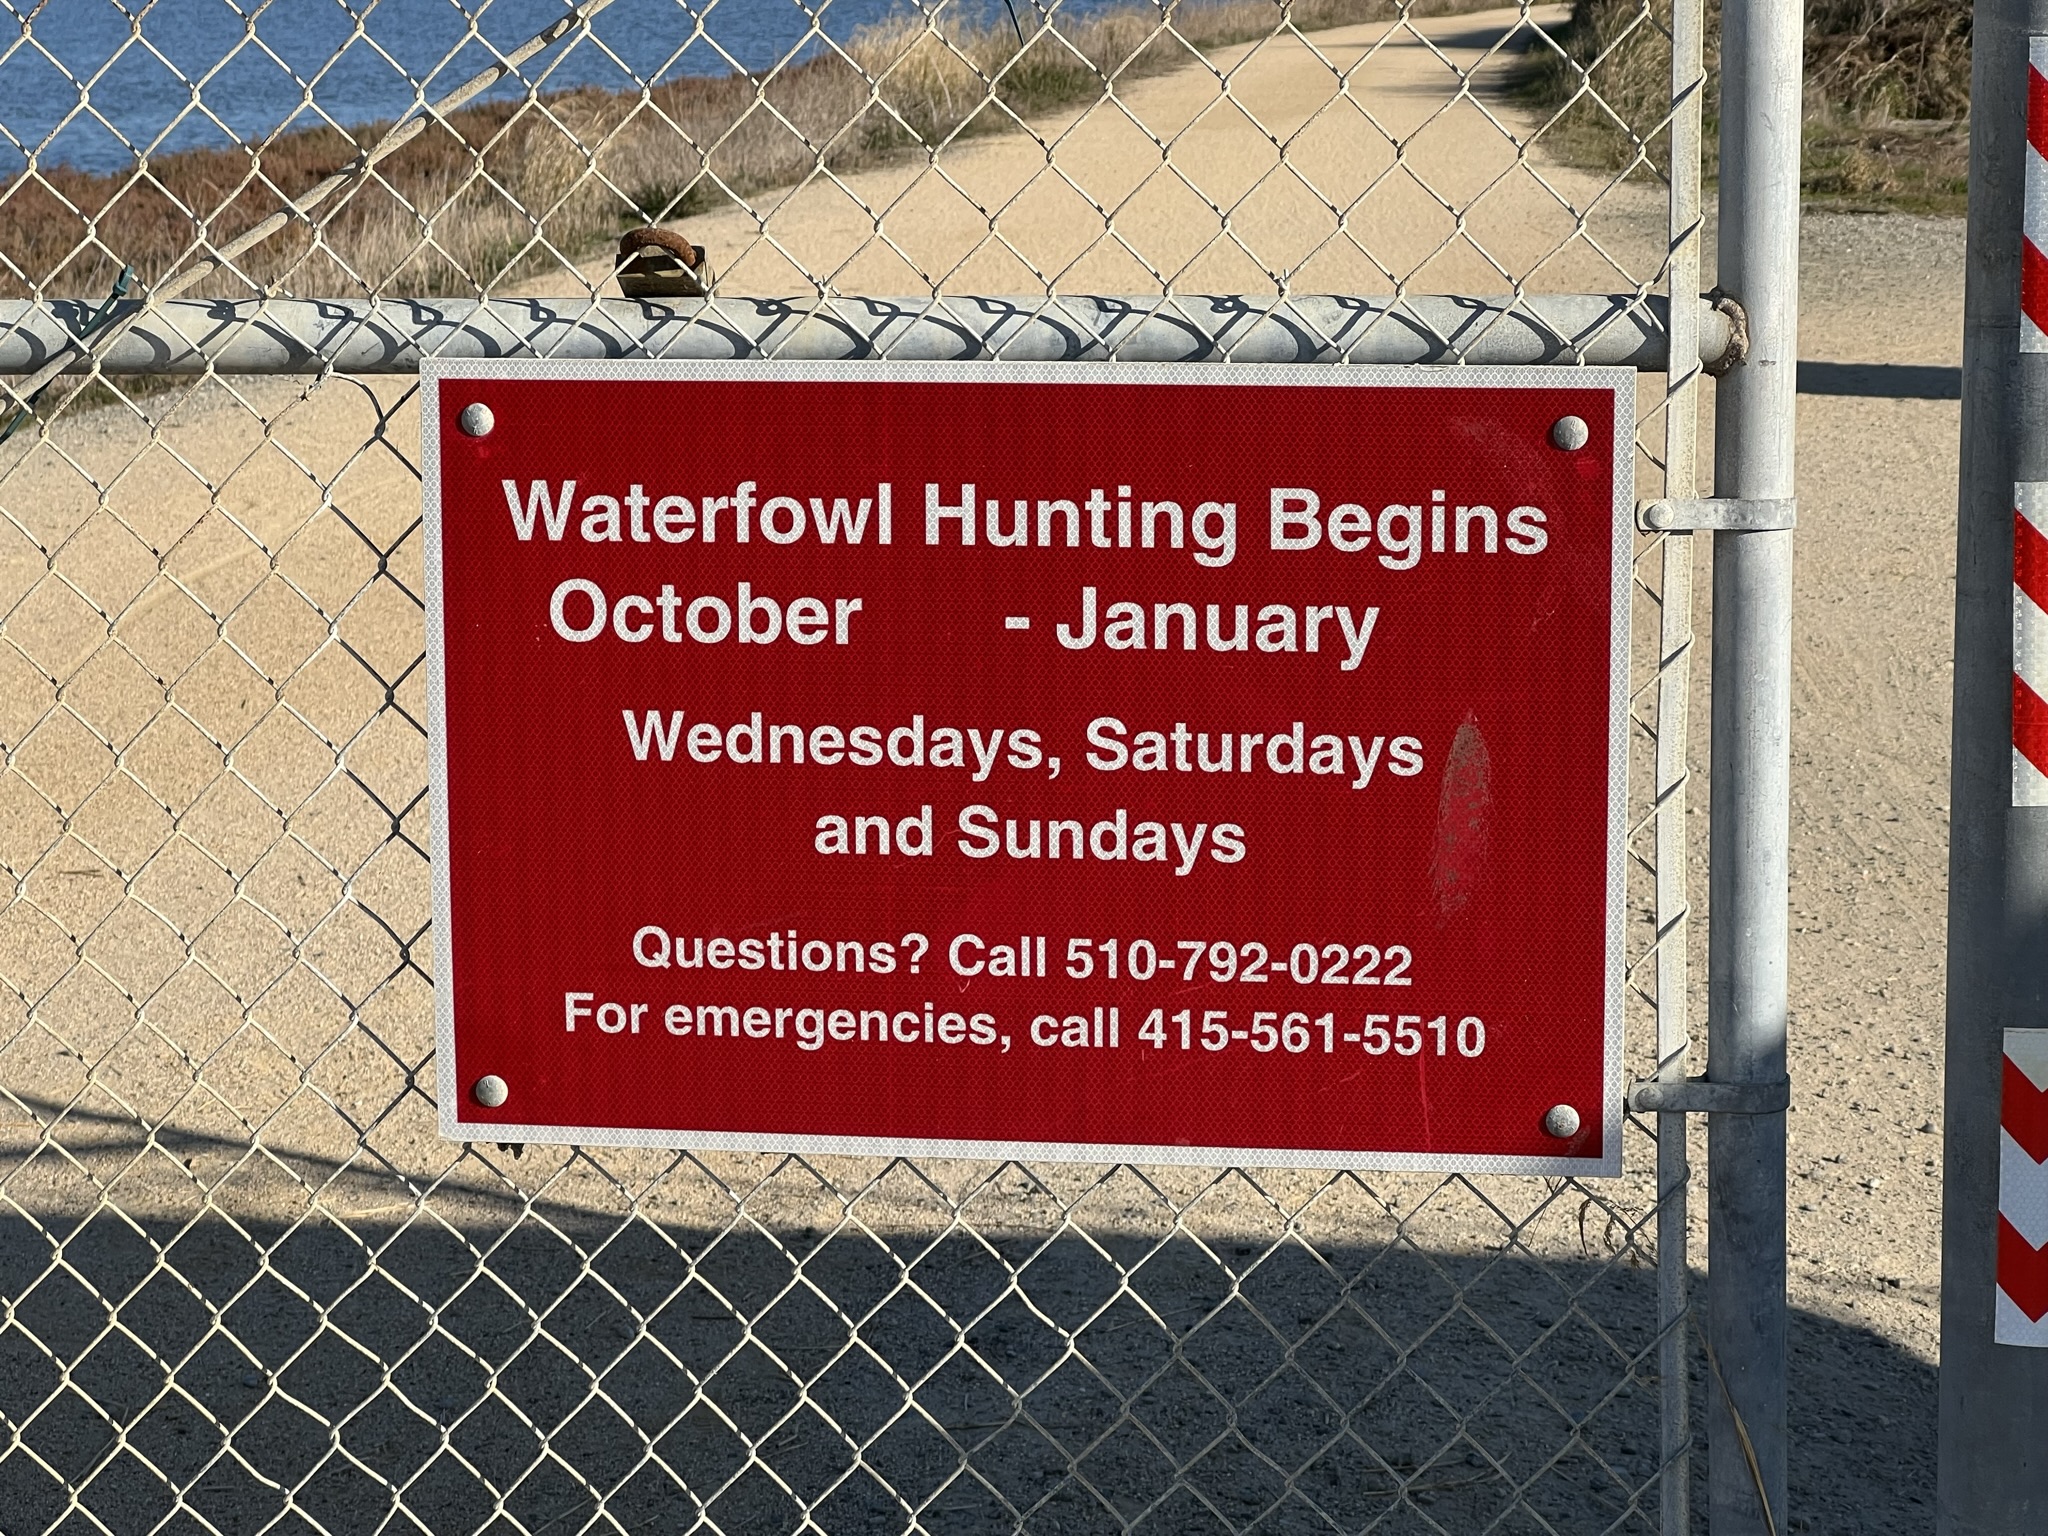 Waterfowl Hunting Begins
October - January
Wednesdays, Saturdays
and Sundays
Questions? Call 510-792-0222
For emergencies, call 415-561-5510